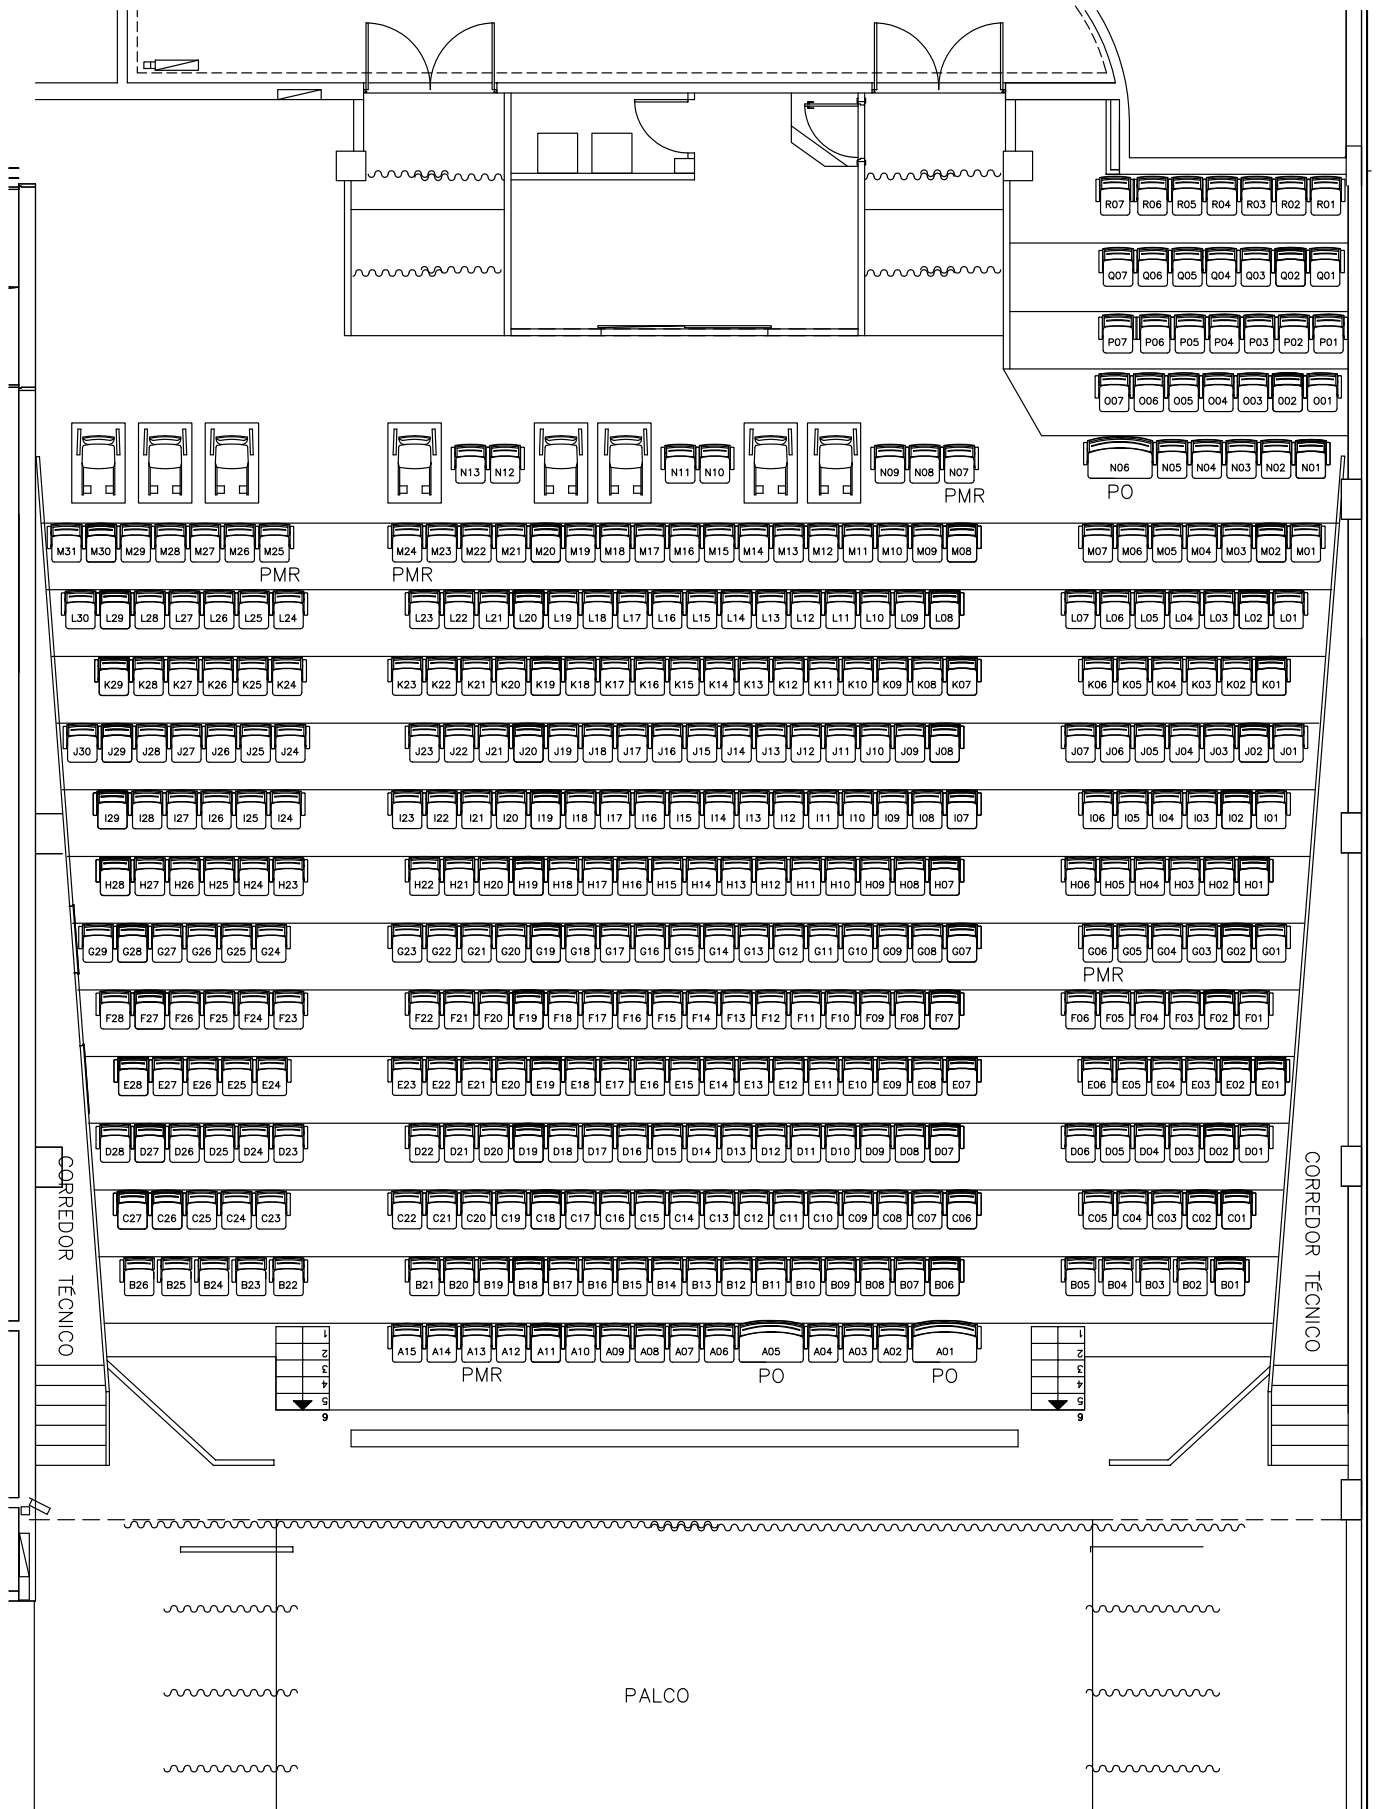 R07 R06 R05 R04 R03 R02 R01
Q07 Q06 Q05 Q04 Q03 Q02 Q01
P07 P06 P05 P04 P03 P02 P01
O07 O06 O05 O04 O03 O02 O01
N13 N12 N11 N10 N09 N08 N07 N06 N05 N04 N03 N02 N01
PMR PO
M31 M30 M29 M28 M27 M26 M25 M24 M23 M22 M21 M20 M19 M18 M17 M16 M15 M14 M13 M12 M11 M10 M09 M08 M07 M06 M05 M04 M03 M02 M01
PMR PMR
L30 L29 L28 L27 L26 L25 L24 L23 L22 L21 L20 L19 L18 L17 L16 L15 L14 L13 L12 L11 L10 L09 L08 L07 L06 L05 L04 L03 L02 L01
K29 K28 K27 K26 K25 K24 K23 K22 K21 K20 K19 K18 K17 K16 K15 K14 K13 K12 K11 K10 K09 K08 K07 K06 K05 K04 K03 K02 K01
J30 J29 J28 J27 J26 J25 J24 J23 J22 J21 J20 J19 J18 J17 J16 J15 J14 J13 J12 J11 J10 J09 J08 J07 J06 J05 J04 J03 J02 J01
I29 I28 I27 I26 I25 I24 I23 I22 I21 I20 I19 I18 I17 I16 I15 I14 I13 I12 I11 I10 I09 I08 I07 I06 I05 I04 I03 I02 I01
H28 H27 H26 H25 H24 H23 H22 H21 H20 H19 H18 H17 H16 H15 H14 H13 H12 H11 H10 H09 H08 H07 H06 H05 H04 H03 H02 H01
G29 G28 G27 G26 G25 G24 G23 G22 G21 G20 G19 G18 G17 G16 G15 G14 G13 G12 G11 G10 G09 G08 G07 G06 G05 G04 G03 G02 G01
PMR
F28 F27 F26 F25 F24 F23 F22 F21 F20 F19 F18 F17 F16 F15 F14 F13 F12 F11 F10 F09 F08 F07 F06 F05 F04 F03 F02 F01
E28 E27 E26 E25 E24 E23 E22 E21 E20 E19 E18 E17 E16 E15 E14 E13 E12 E11 E10 E09 E08 E07 E06 E05 E04 E03 E02 E01
D28 D27 D26 D25 D24 D23 D22 D21 D20 D19 D18 D17 D16 D15 D14 D13 D12 D11 D10 D09 D08 D07 D06 D05 D04 D03 D02 D01
C27 C26 C25 C24 C23 C22 C21 C20 C19 C18 C17 C16 C15 C14 C13 C12 C11 C10 C09 C08 C07 C06 C05 C04 C03 C02 C01
B26 B25 B24 B23 B22 B21 B20 B19 B18 B17 B16 B15 B14 B13 B12 B11 B10 B09 B08 B07 B06 B05 B04 B03 B02 B01
CORREDOR TÉCNICO
CORREDOR TÉCNICO
A15 A14 A13 A12 A11 A10 A09 A08 A07 A06 A05 A04 A03 A02 A01
PMR PO PO
1 1
2 2
3 3
4 4
5 5
6 6
PALCO